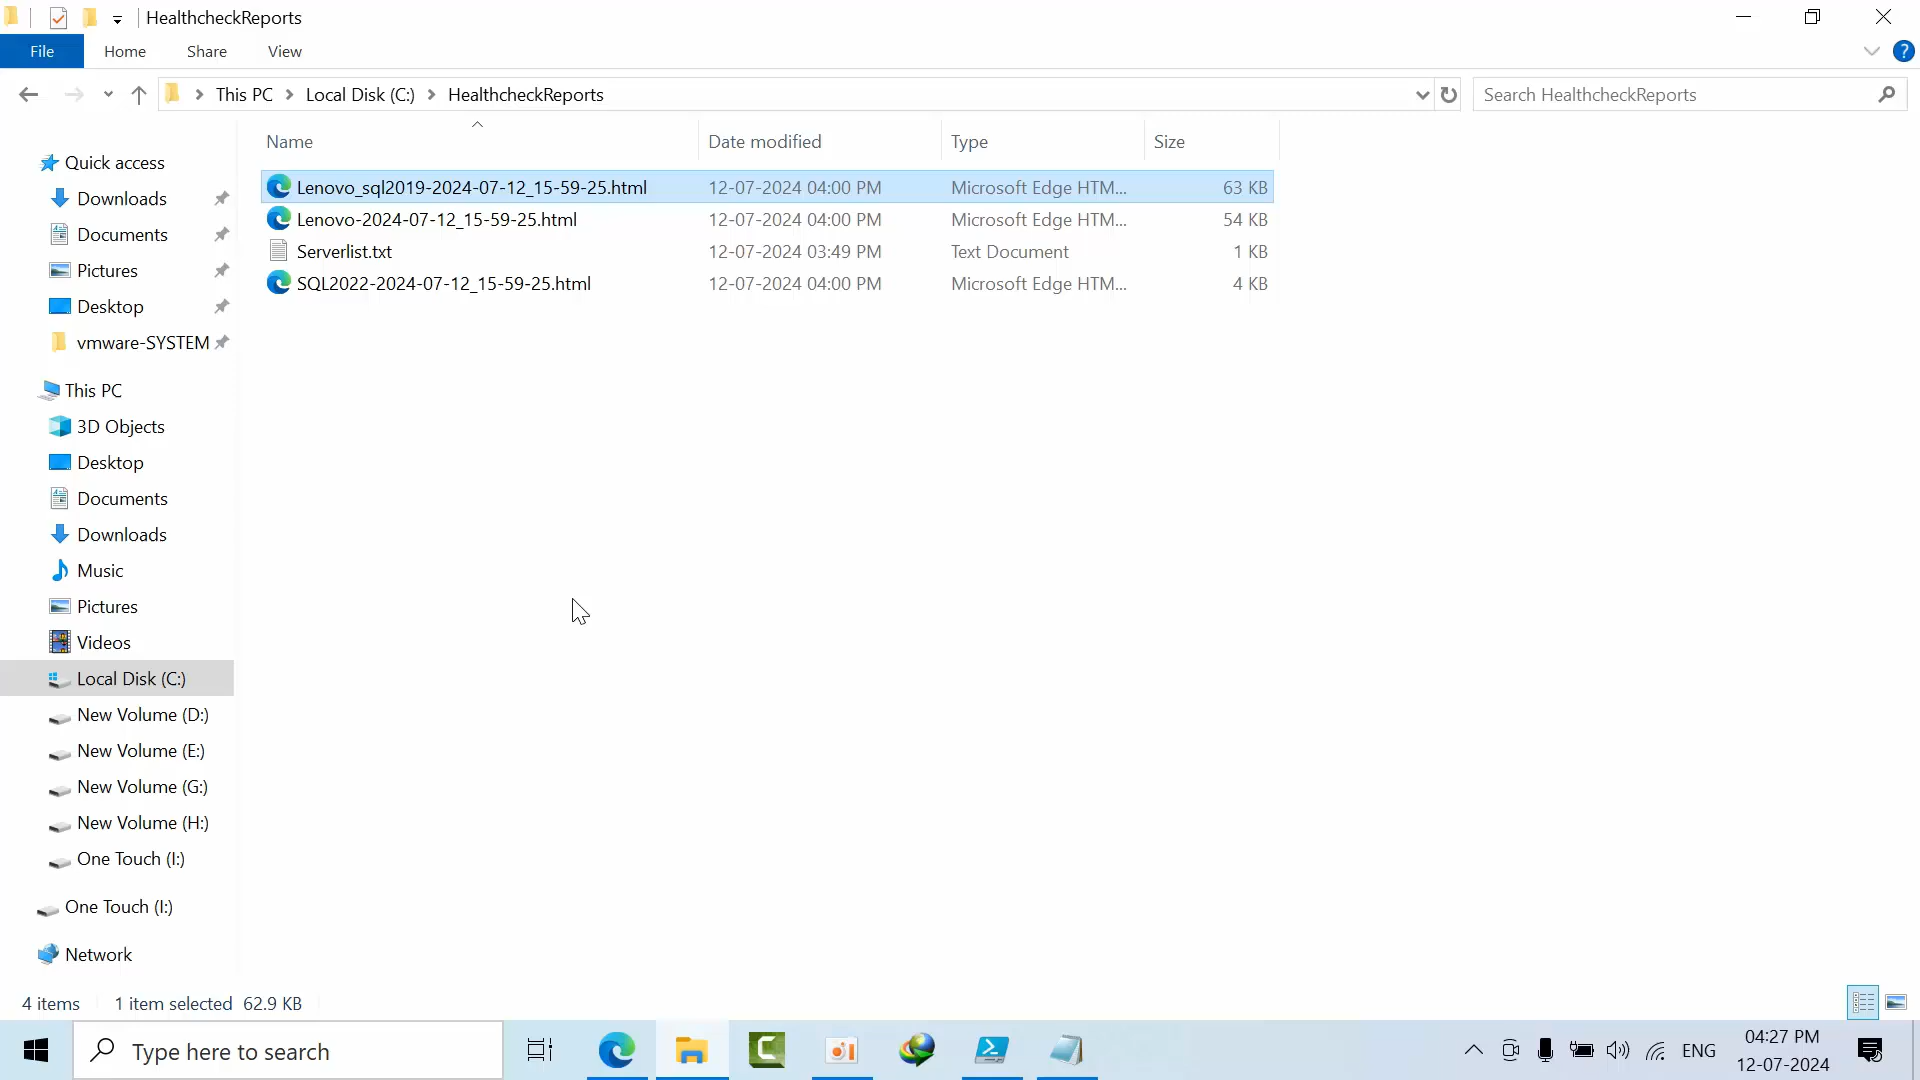 HealthcheckReports
File Home Share View
This PC Local Disk (C:) HealthcheckReports
Search HealthcheckReports
Name Date modified Type Size
Lenovo_sql2019-2024-07-12_15-59-25.html 12-07-2024 04:00 PM Microsoft Edge HTM... 63 KB
Lenovo-2024-07-12_15-59-25.html 12-07-2024 04:00 PM Microsoft Edge HTM... 54 KB
Serverlist.txt 12-07-2024 03:49 PM Text Document 1 KB
SQL2022-2024-07-12_15-59-25.html 12-07-2024 04:00 PM Microsoft Edge HTM... 4 KB
Quick access
Downloads
Documents
Pictures
Desktop
vmware-SYSTEM
This PC
3D Objects
Desktop
Documents
Downloads
Music
Pictures
Videos
Local Disk (C:)
New Volume (D:)
New Volume (E:)
New Volume (G:)
New Volume (H:)
One Touch (I:)
One Touch (I:)
Network
4 items 1 item selected 62.9 KB
Type here to search
ENG
04:27 PM
12-07-2024